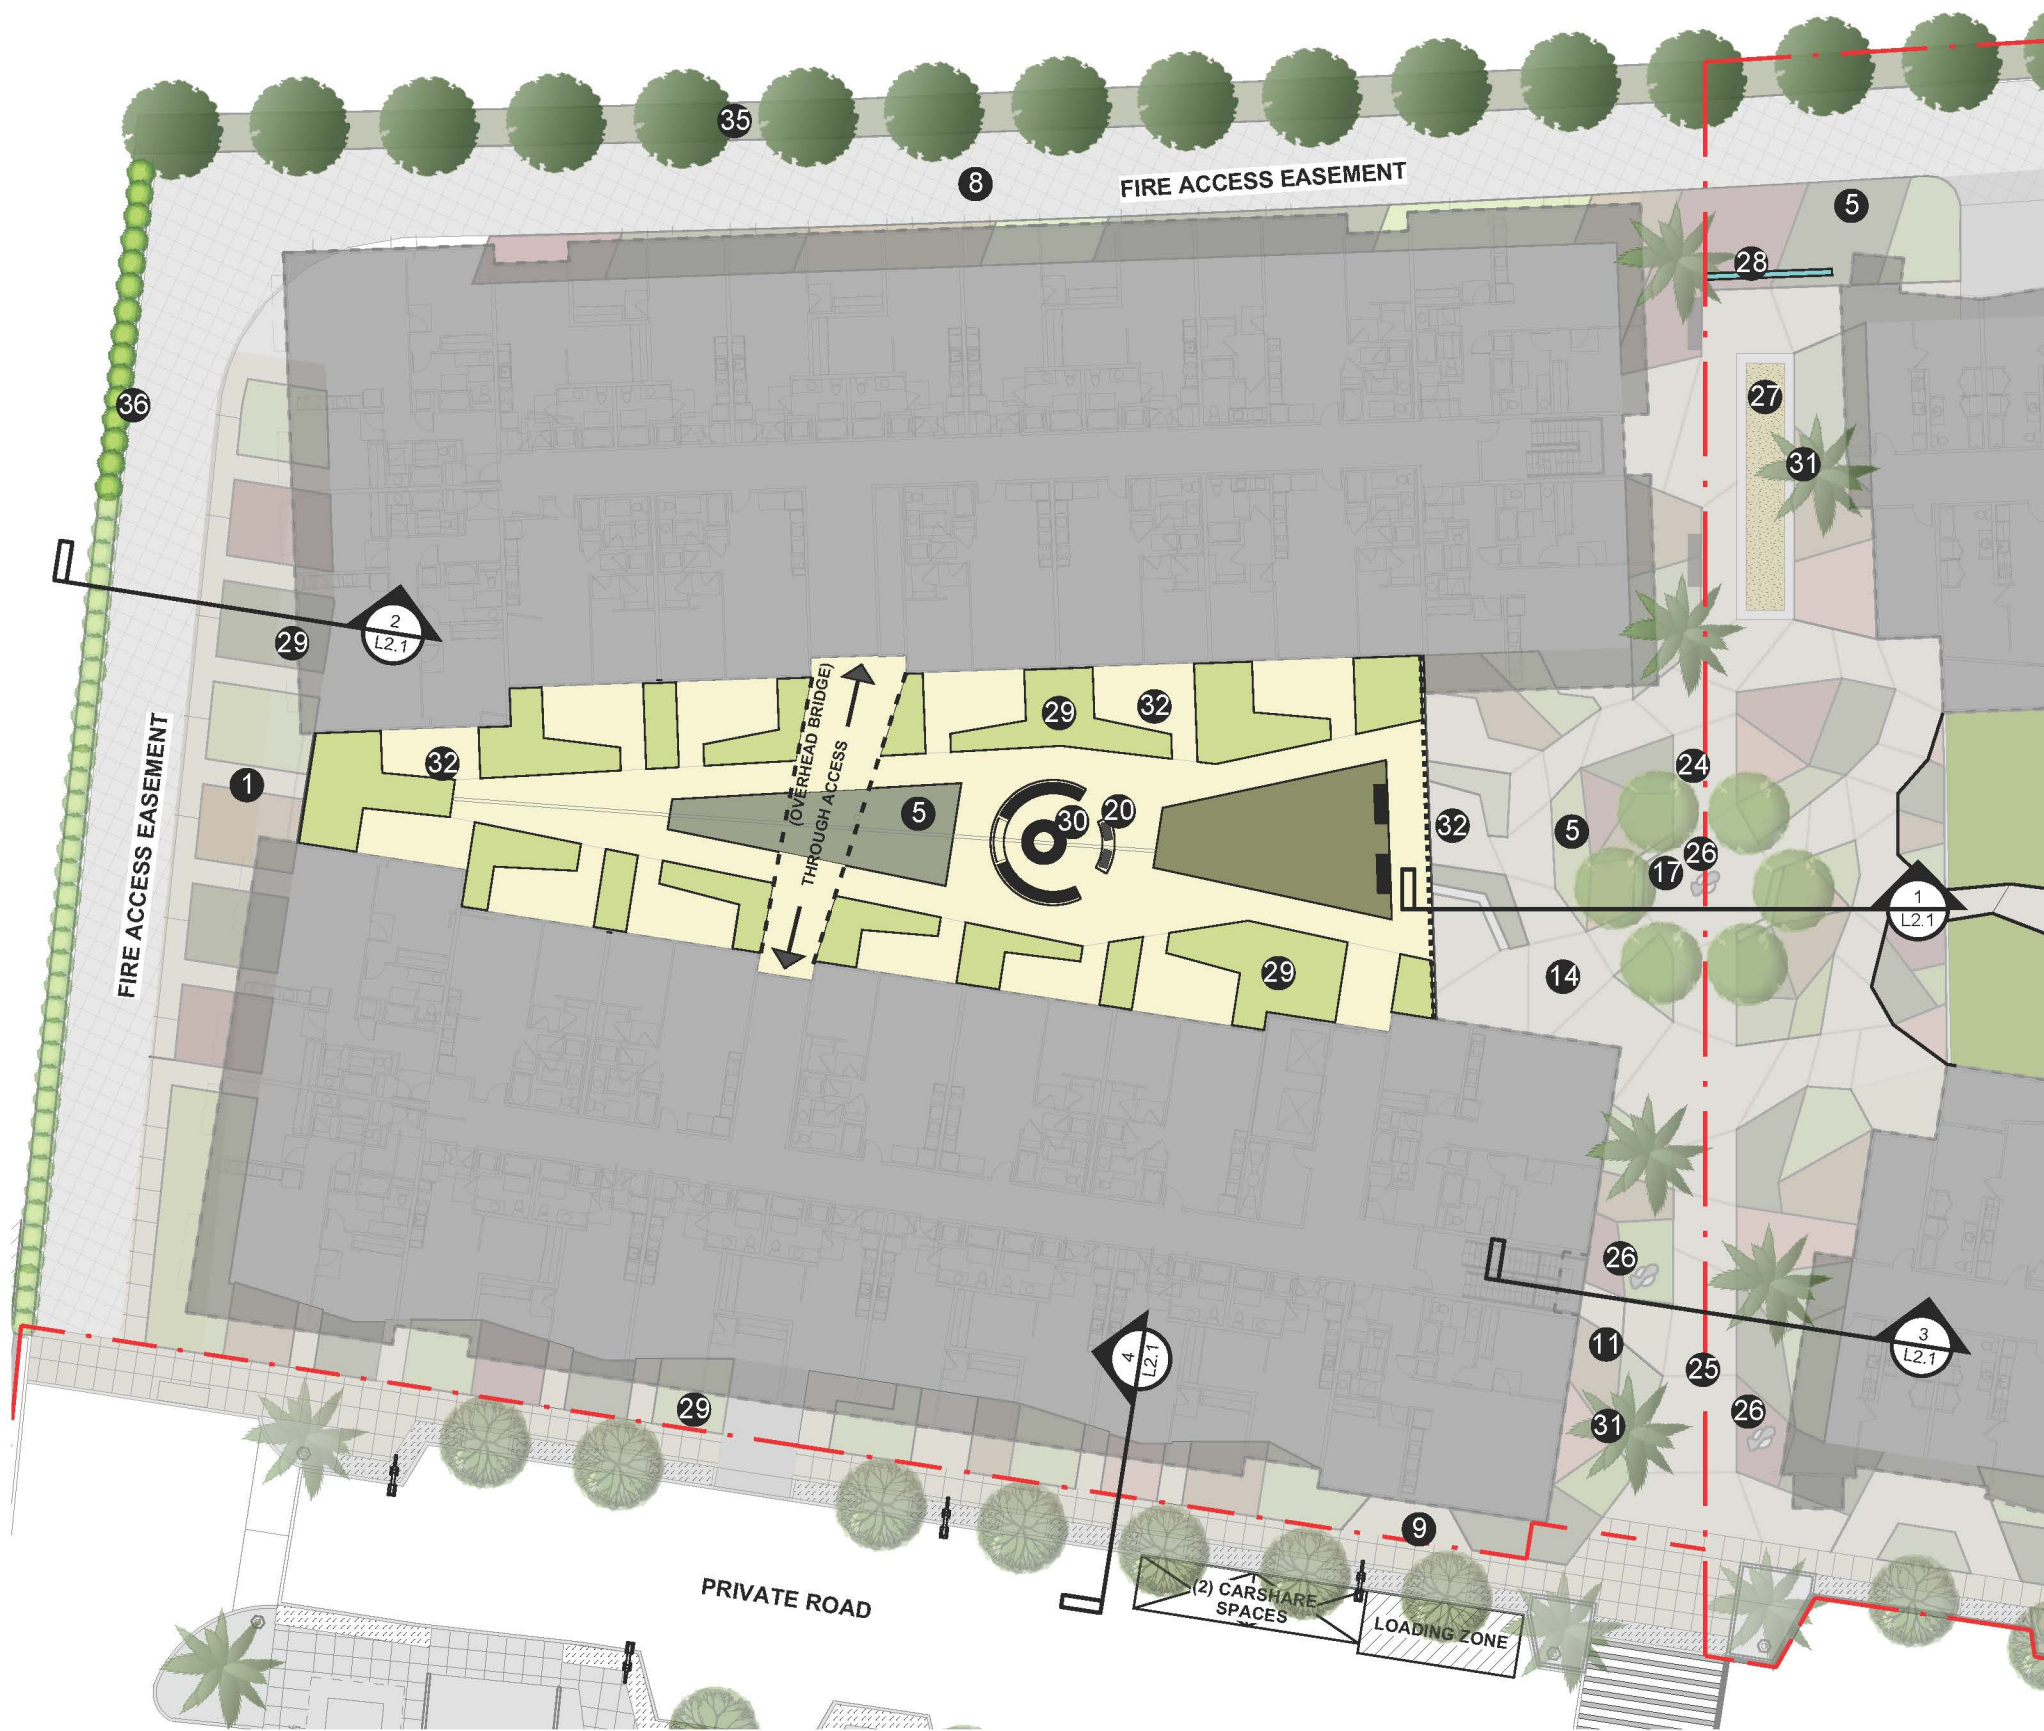 35
8
FIRE ACCESS EASEMENT
5
28
27
36
31
2
L2.1
29
(OVERHEAD BRIDGE)
THROUGH ACCESS
29
32
32
24
FIRE ACCESS EASEMENT
1
5
30
20
32
5
26
17
1
L2.1
29
14
26
11
3
L2.1
4
L2.1
25
29
31
26
9
PRIVATE ROAD
(2) CARSHARE
SPACES
LOADING ZONE